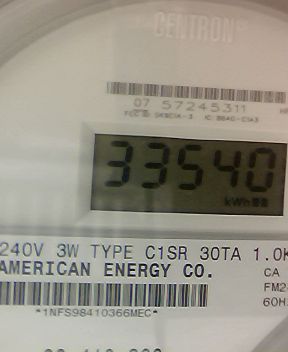 CENTRON®
07 57245311
33540
kWh
240V 3W TYPE C1SR 30TA 1.0K
AMERICAN ENERGY CO.
CA
FM2
60H
*1NFS98410366MEC*